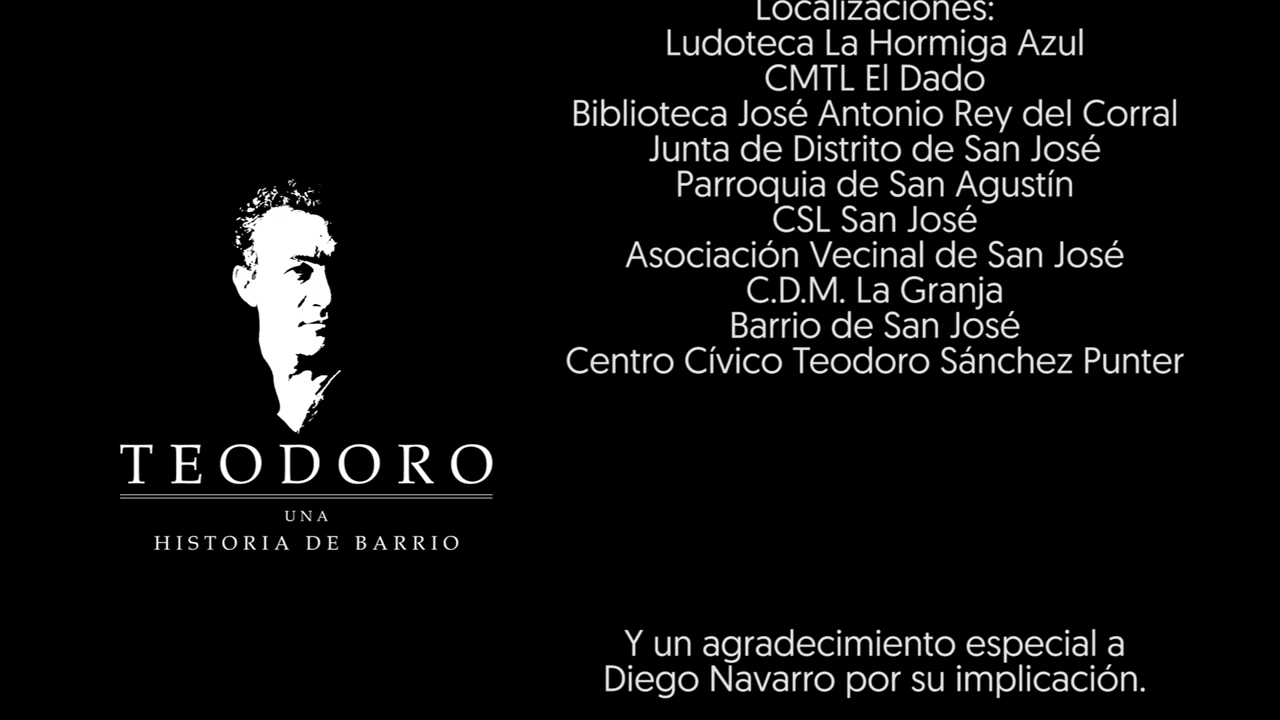 Localizaciones:
Ludoteca La Hormiga Azul
CMTL El Dado
Biblioteca José Antonio Rey del Corral
Junta de Distrito de San José
Parroquia de San Agustín
CSL San José
Asociación Vecinal de San José
C.D.M. La Granja
Barrio de San José
Centro Cívico Teodoro Sánchez Punter
TEODORO
UNA
HISTORIA DE BARRIO
Y un agradecimiento especial a
Diego Navarro por su implicación.